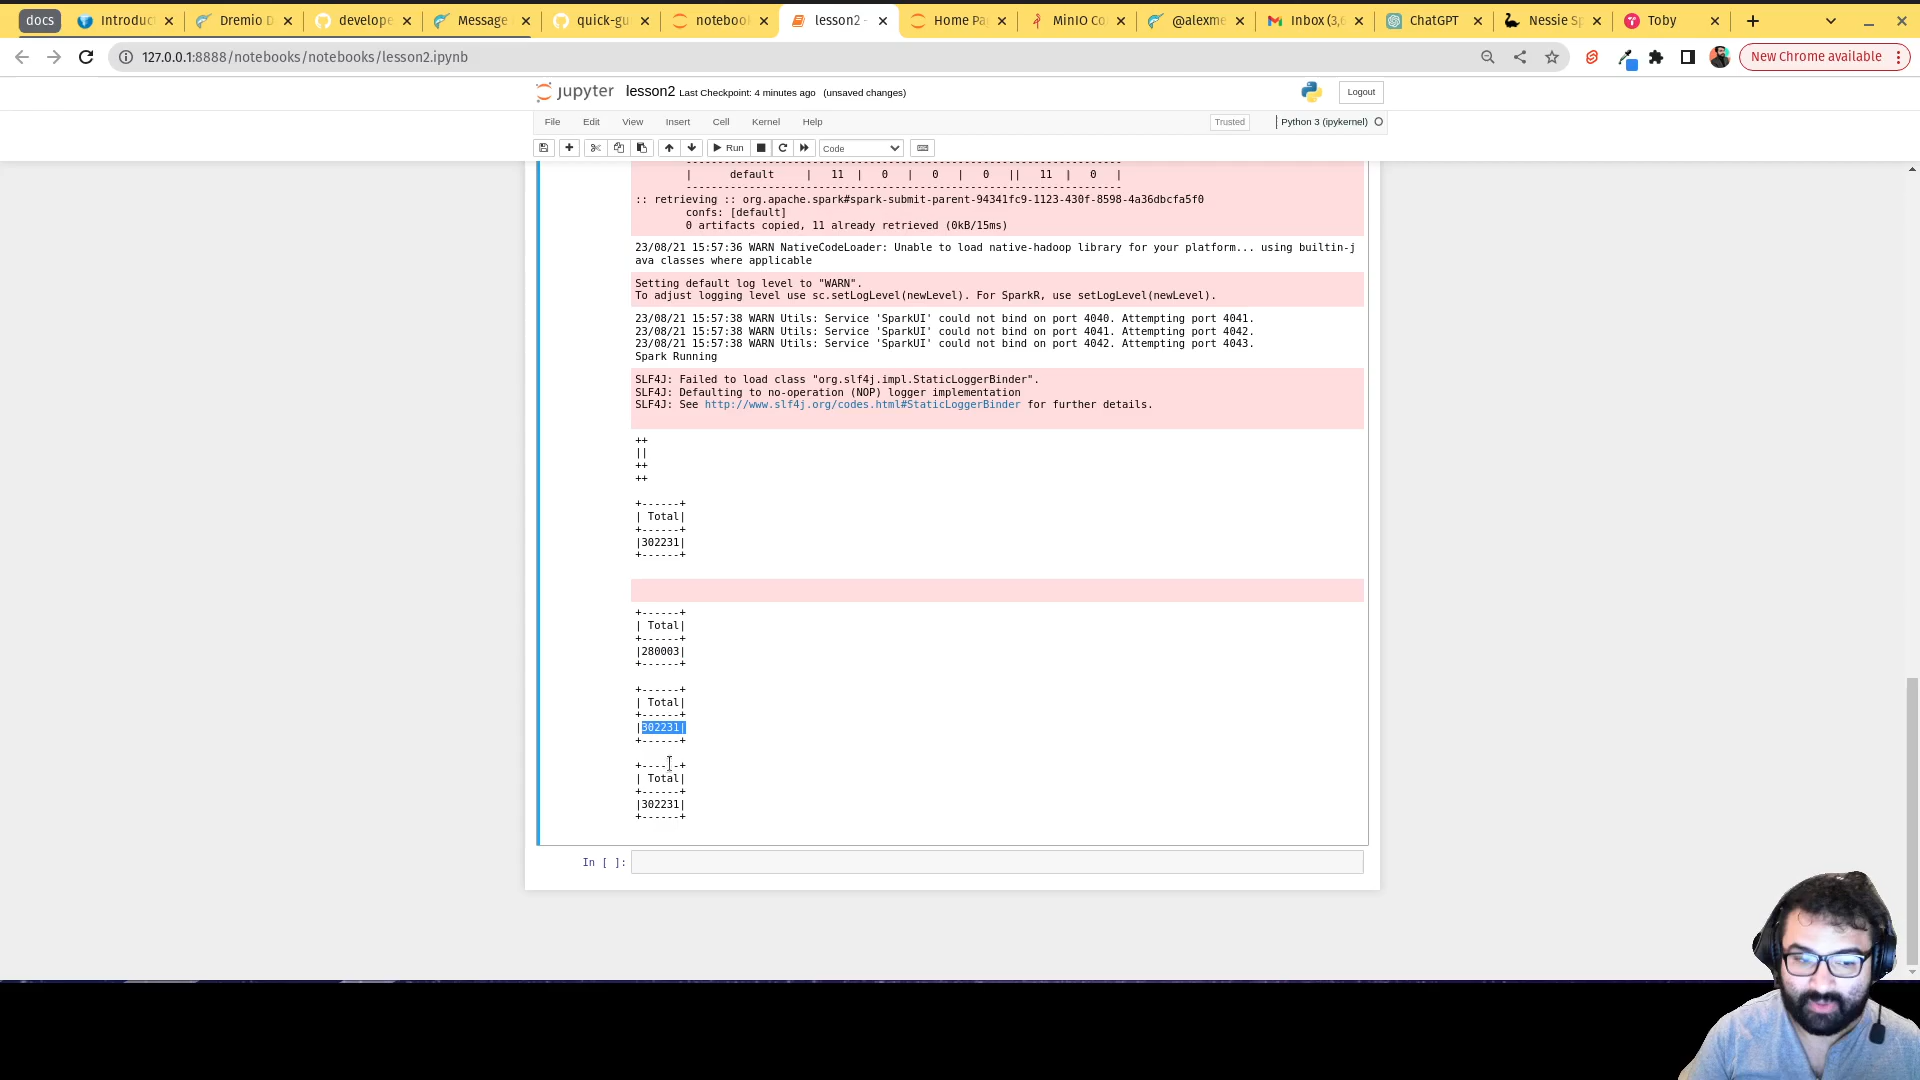 docs
Introduc
Dremio D
develope
Message
quick-gu
noteboo
lesson2 -
Home Pa
MinIO Co
@alexme
Inbox (3,6
ChatGPT
Nessie Sp
Toby
127.0.0.1:8888/notebooks/notebooks/lesson2.ipynb
New Chrome available
jupyter lesson2 Last Checkpoint: 4 minutes ago (unsaved changes)
Logout
File Edit View Insert Cell Kernel Help
Trusted
Python 3 (ipykernel)
Run
Code
---------------------------------------------------------------------
| default | 11 | 0 | 0 | 0 || 11 | 0 |
---------------------------------------------------------------------
:: retrieving :: org.apache.spark#spark-submit-parent-94341fc9-1123-430f-8598-4a36dbcfa5f0
confs: [default]
0 artifacts copied, 11 already retrieved (0kB/15ms)
23/08/21 15:57:36 WARN NativeCodeLoader: Unable to load native-hadoop library for your platform... using builtin-j
ava classes where applicable
Setting default log level to "WARN".
To adjust logging level use sc.setLogLevel(newLevel). For SparkR, use setLogLevel(newLevel).
23/08/21 15:57:38 WARN Utils: Service 'SparkUI' could not bind on port 4040. Attempting port 4041.
23/08/21 15:57:38 WARN Utils: Service 'SparkUI' could not bind on port 4041. Attempting port 4042.
23/08/21 15:57:38 WARN Utils: Service 'SparkUI' could not bind on port 4042. Attempting port 4043.
Spark Running
SLF4J: Failed to load class "org.slf4j.impl.StaticLoggerBinder".
SLF4J: Defaulting to no-operation (NOP) logger implementation
SLF4J: See http://www.slf4j.org/codes.html#StaticLoggerBinder for further details.
++
||
++
++
+------+
| Total|
+------+
|302231|
+------+
+------+
| Total|
+------+
|280003|
+------+
+------+
| Total|
+------+
|302231|
+------+
+------+
| Total|
+------+
|302231|
+------+
In [ ]: